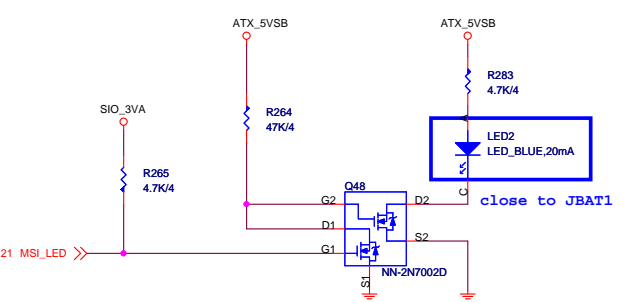 ATX_5VSB
ATX_5VSB
R283
4.7K/4
SIO_3VA
R264
47K/4
A
LED2
LED_BLUE,20mA
R265
4.7K/4
Q48
C
close to JBAT1
G2
D2
D1
S2
21 MSI_LED
G1
NN-2N7002D
S1